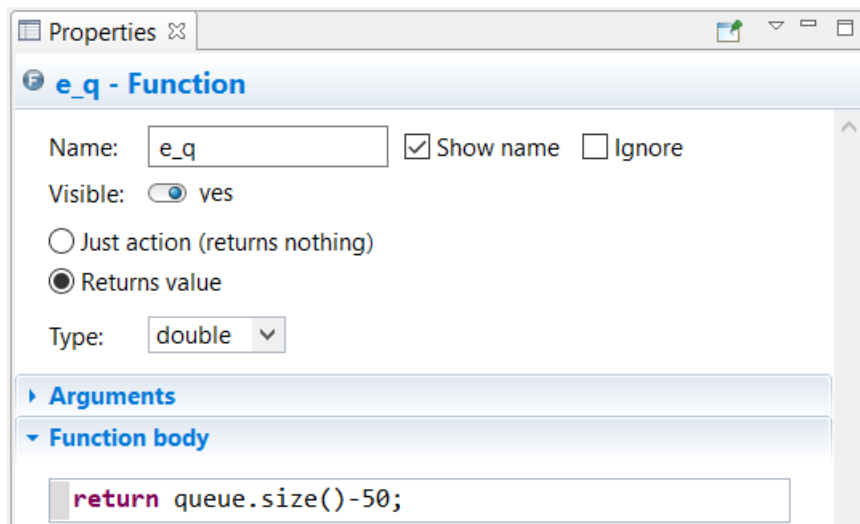 Properties
e_q - Function
Name: e_q Show name Ignore
Visible: yes
Just action (returns nothing)
Returns value
Type: double
Arguments
Function body
return queue.size()-50;